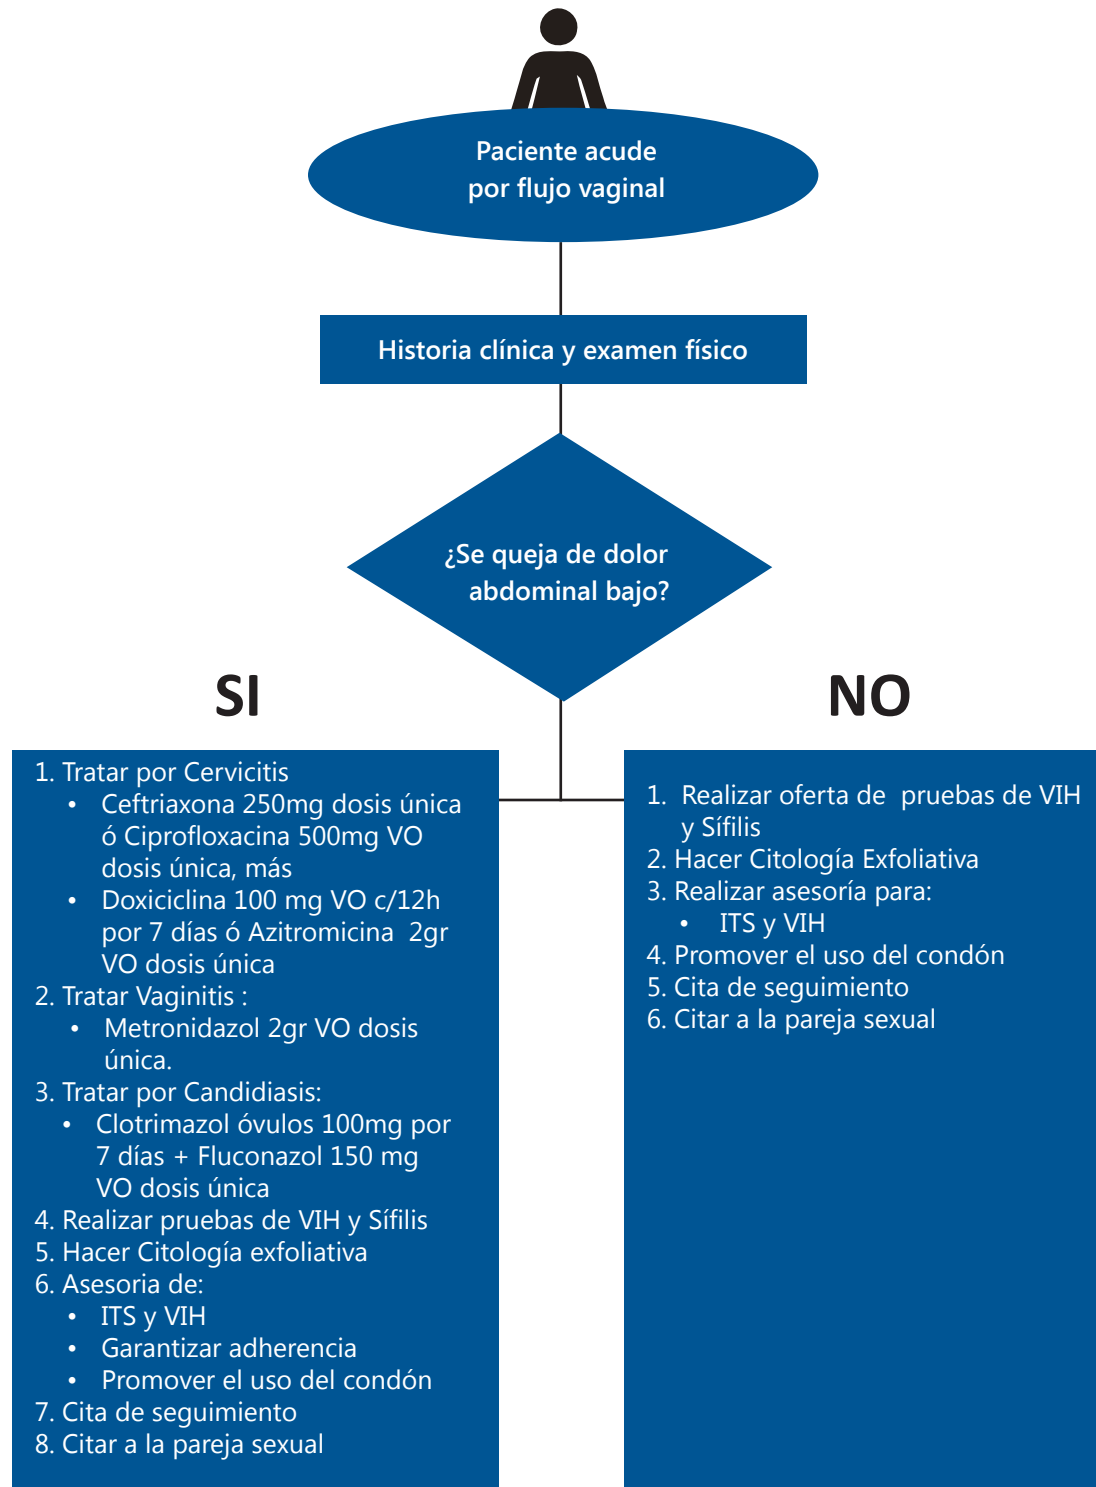 Paciente acude
por flujo vaginal
Historia clínica y examen físico
¿Se queja de dolor
abdominal bajo?
SI
1. Tratar por Cervicitis
• Ceftriaxona 250mg dosis única
ó Ciprofloxacina 500mg VO
dosis única, más
• Doxiciclina 100 mg VO c/12h
por 7 días ó Azitromicina 2gr
VO dosis única
2. Tratar Vaginitis :
• Metronidazol 2gr VO dosis
única.
3. Tratar por Candidiasis:
• Clotrimazol óvulos 100mg por
7 días + Fluconazol 150 mg
VO dosis única
4. Realizar pruebas de VIH y Sífilis
5. Hacer Citología exfoliativa
6. Asesoria de:
• ITS y VIH
• Garantizar adherencia
• Promover el uso del condón
7. Cita de seguimiento
8. Citar a la pareja sexual
NO
1. Realizar oferta de pruebas de VIH
y Sífilis
2. Hacer Citología Exfoliativa
3. Realizar asesoría para:
• ITS y VIH
4. Promover el uso del condón
5. Cita de seguimiento
6. Citar a la pareja sexual